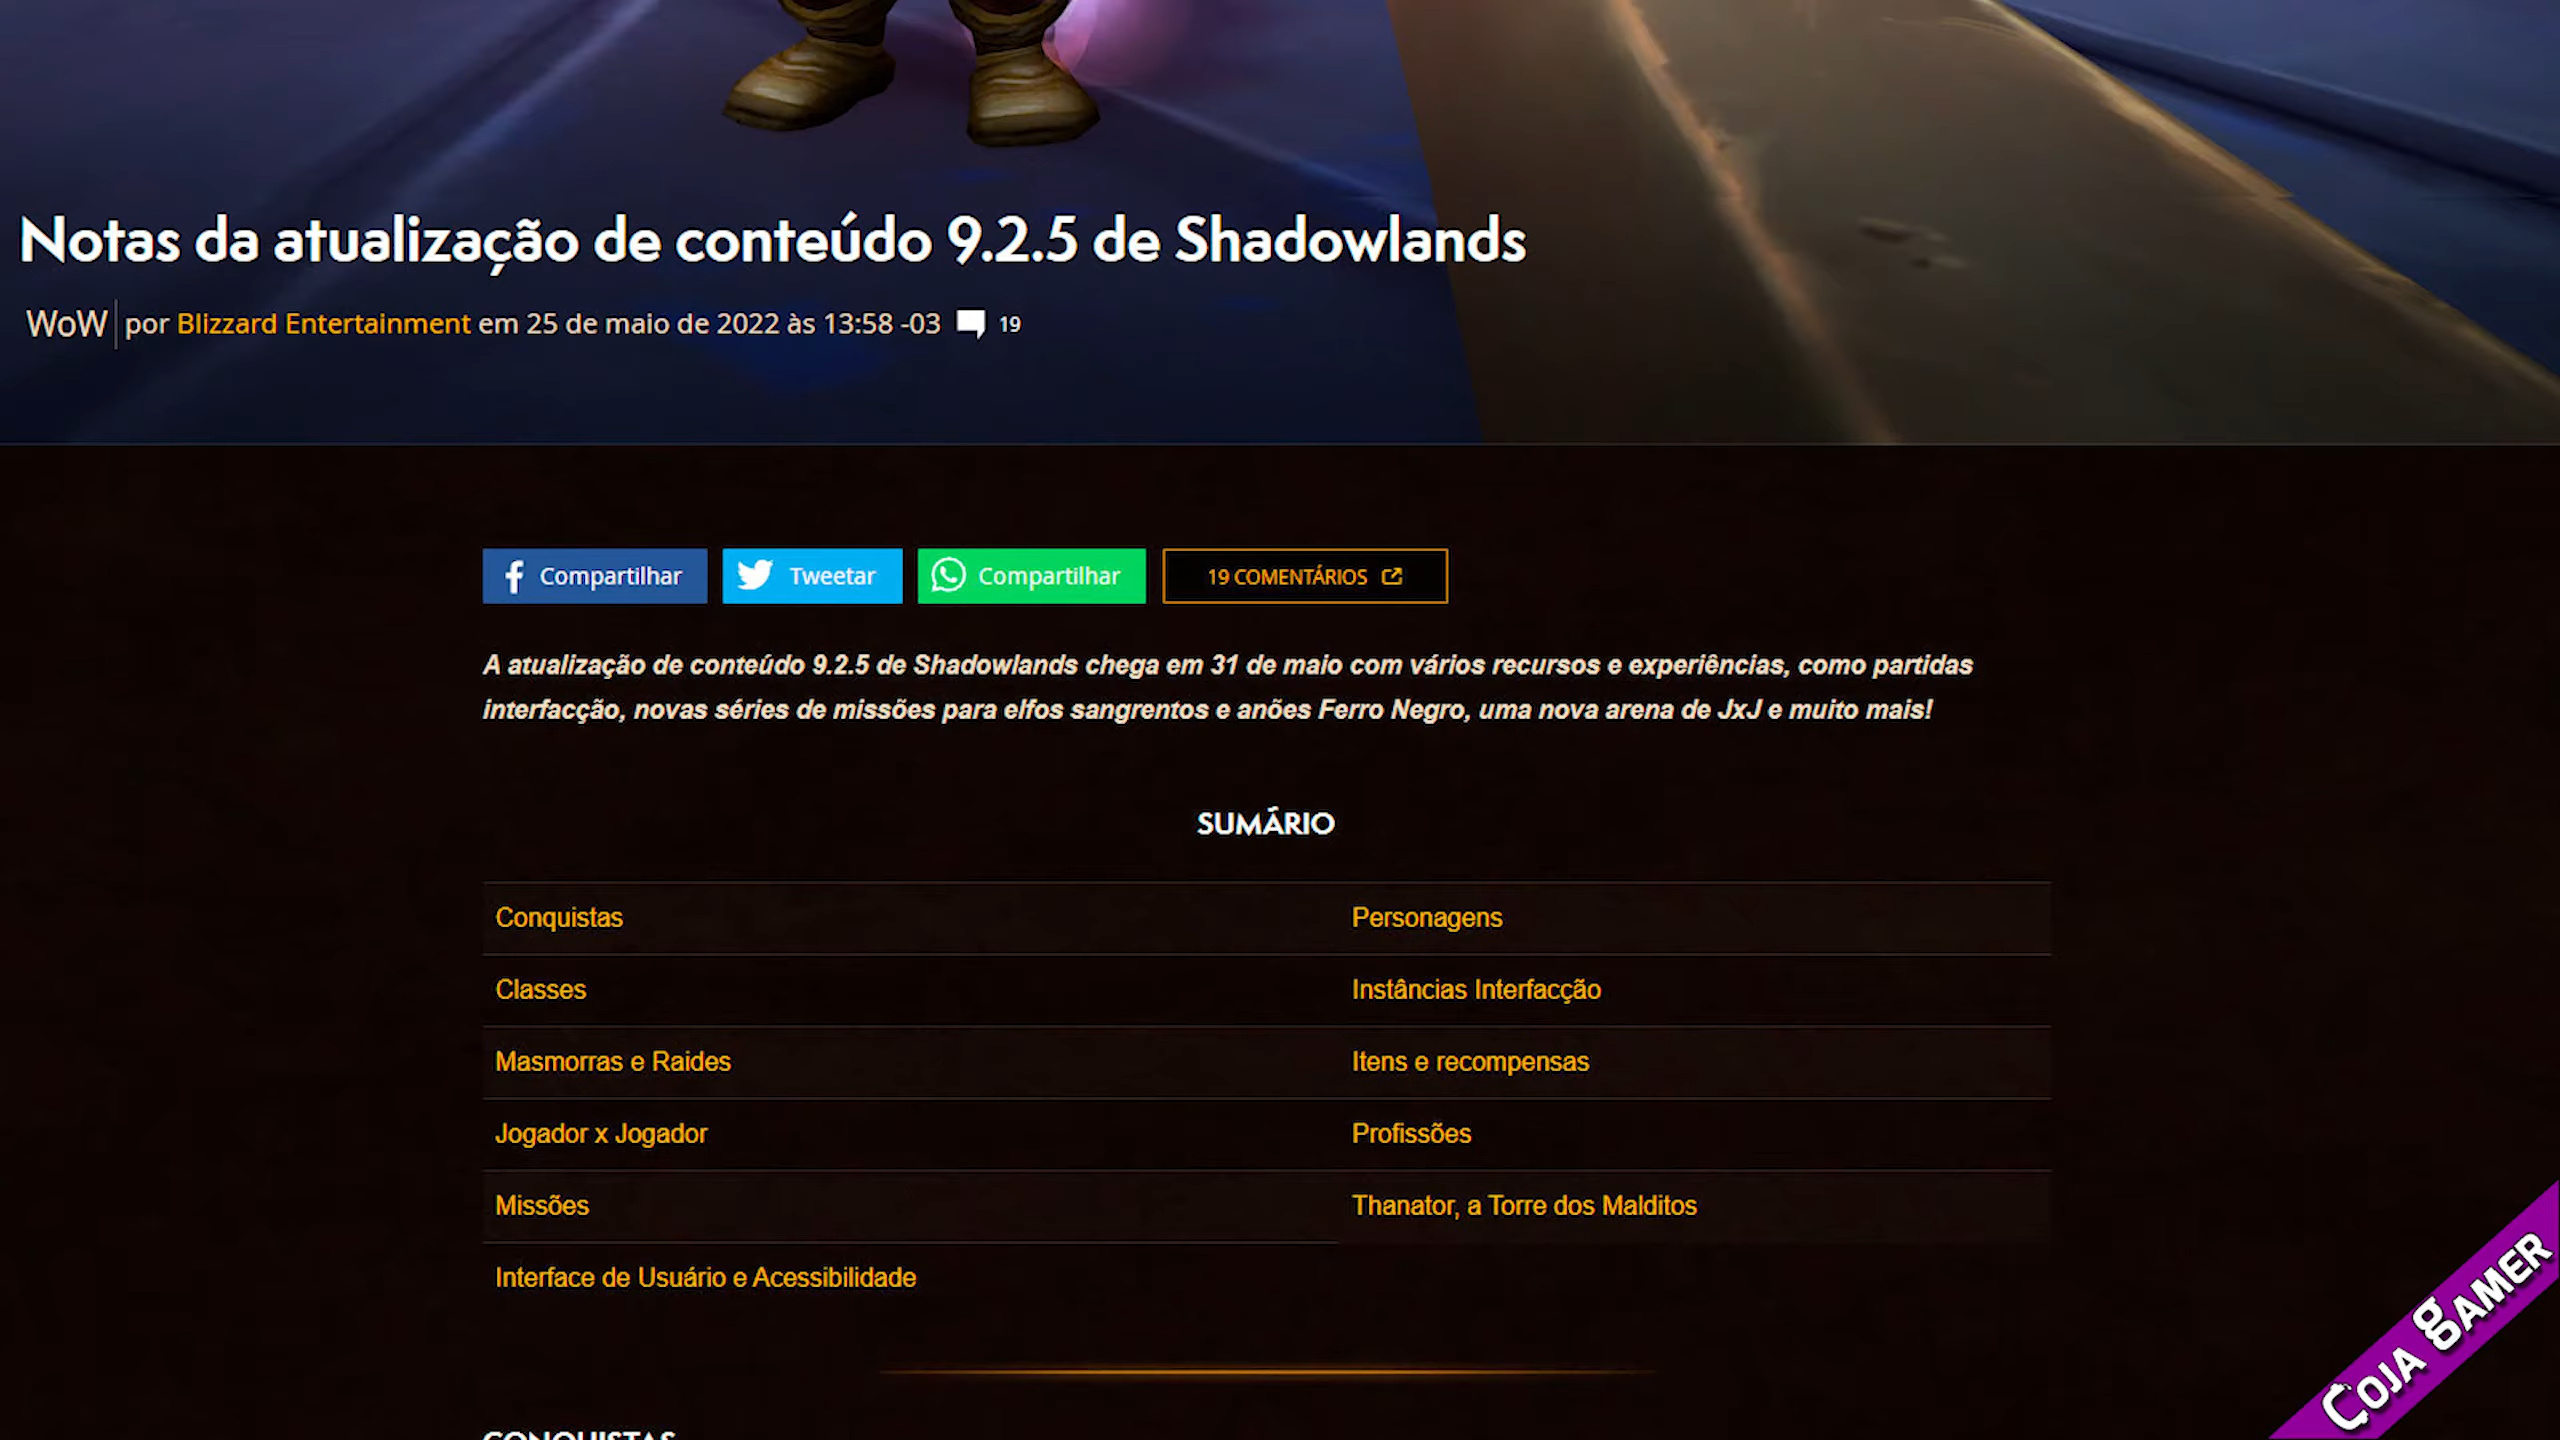 Notas da atualização de conteúdo 9.2.5 de Shadowlands
WoW por Blizzard Entertainment em 25 de maio de 2022 às 13:58 -03 19
Compartilhar Tweetar Compartilhar 19 COMENTÁRIOS
A atualização de conteúdo 9.2.5 de Shadowlands chega em 31 de maio com vários recursos e experiências, como partidas
interfacção, novas séries de missões para elfos sangrentos e anões Ferro Negro, uma nova arena de JxJ e muito mais!
SUMÁRIO
Conquistas Personagens
Classes Instâncias Interfacção
Masmorras e Raides Itens e recompensas
Jogador x Jogador Profissões
Missões Thanator, a Torre dos Malditos
Interface de Usuário e Acessibilidade
CONQUISTAS
Coja gamer